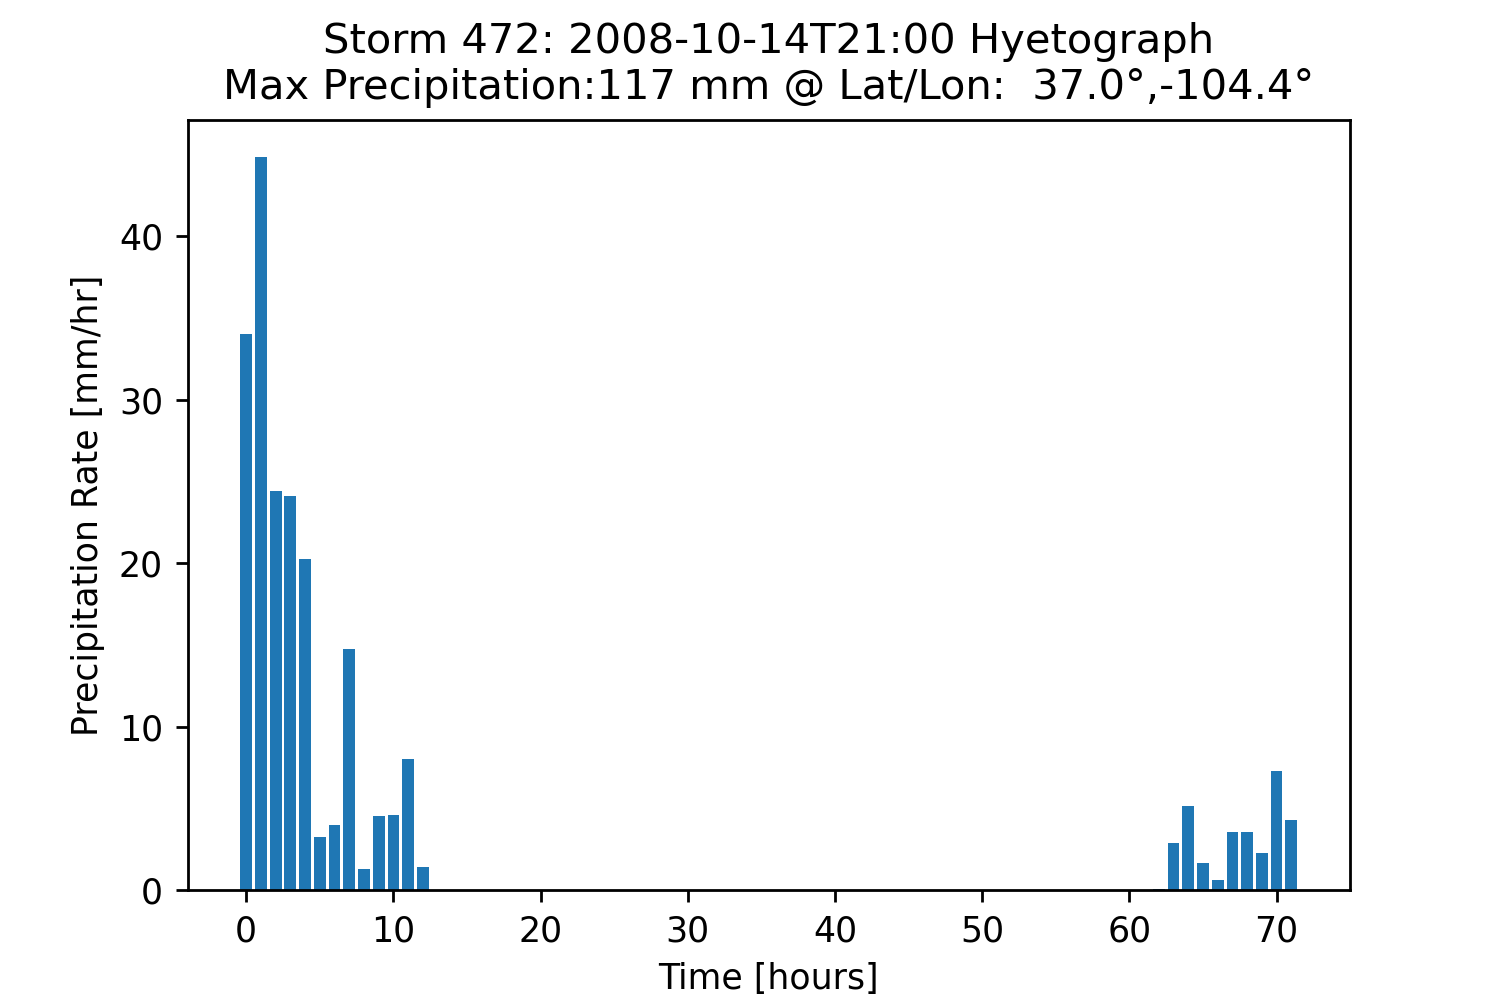 Storm 472: 2008-10-14T21:00 Hyetograph
Max Precipitation:117 mm @ Lat/Lon:  37.0°,-104.4°
Precipitation Rate [mm/hr]
40
30
20
10
0
0 10 20 30 40 50 60 70
Time [hours]